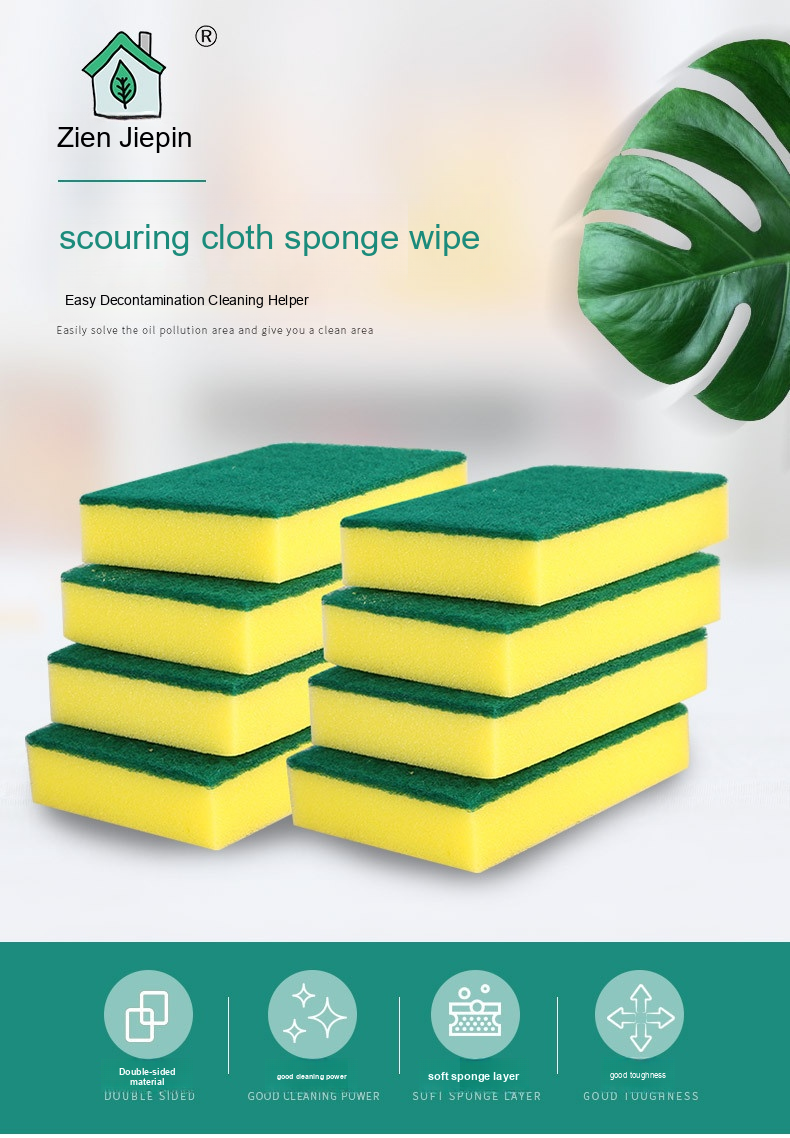 ®
Zien Jiepin
scouring cloth sponge wipe
Easy Decontamination Cleaning Helper
Easily solve the oil pollution area and give you a clean area
Double-sided
material
good cleaning power
soft sponge layer
good toughness
DOUBLE SIDED
GOOD CLEANING POWER
SOFT SPONGE LAYER
GOOD TOUGHNESS